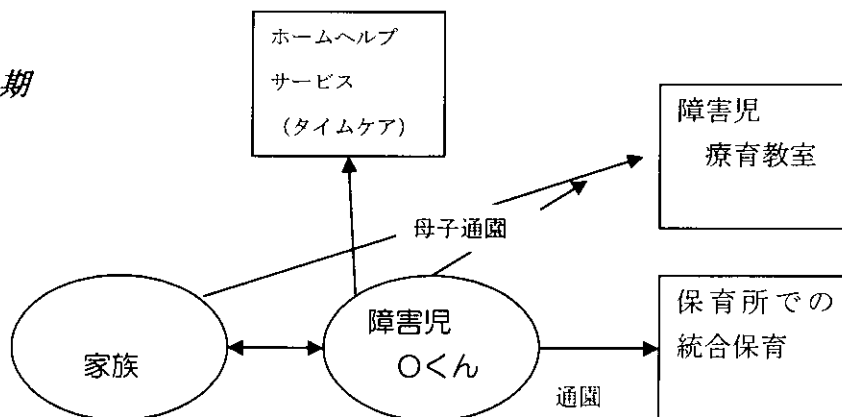 期
ホームヘルプ
サービス
(タイムケア)
障害児
療育教室
母子通園
家族
障害児
〇くん
保育所での
統合保育
通園